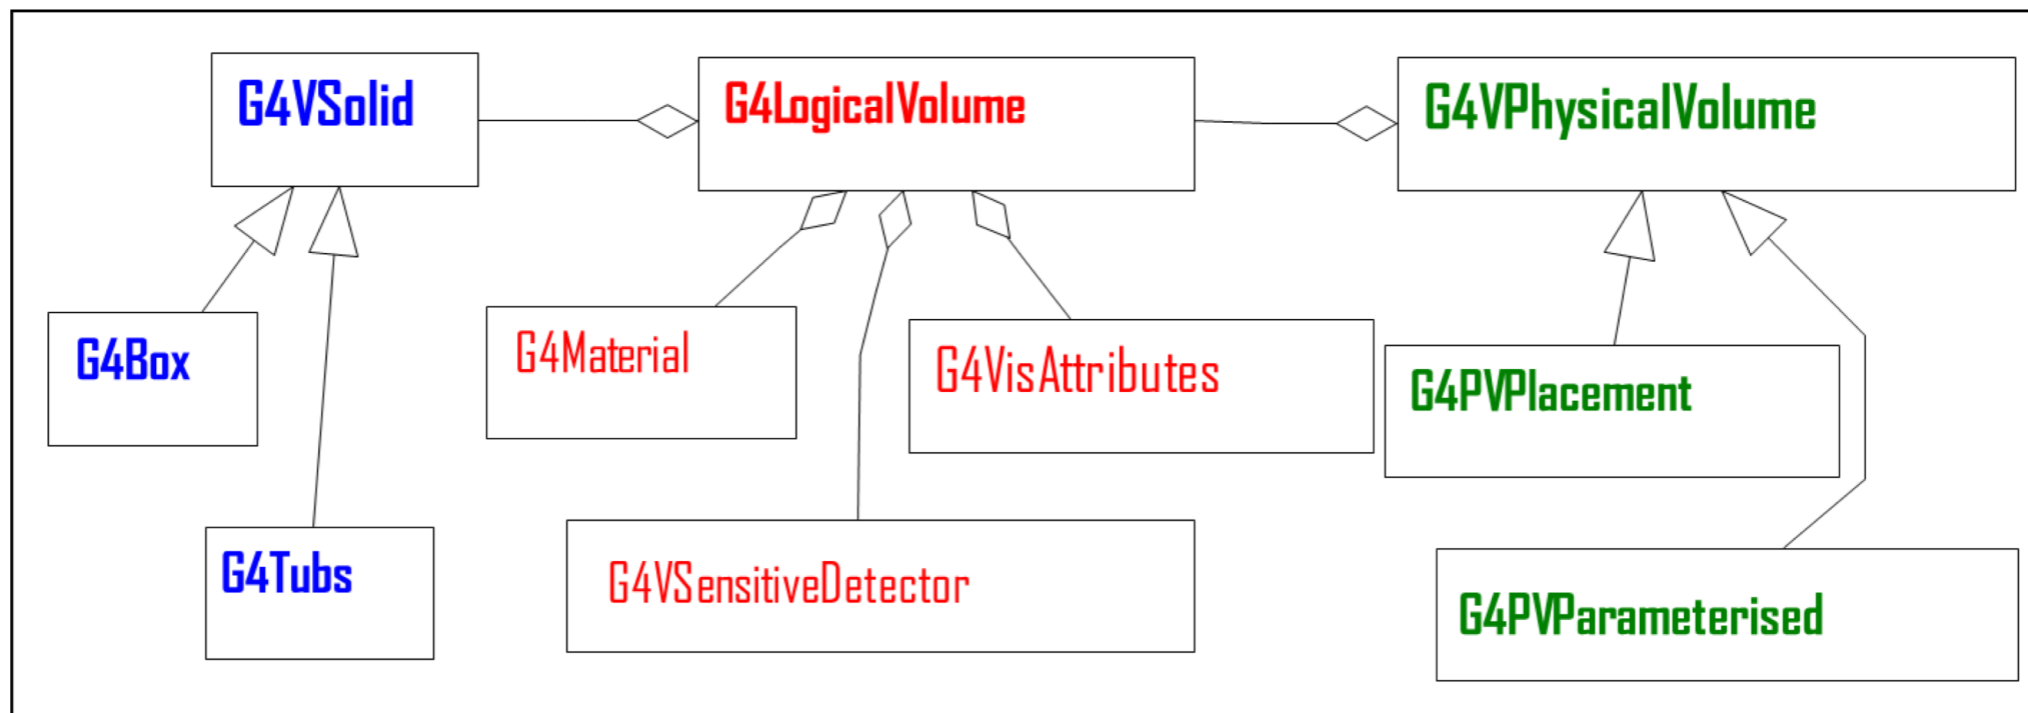 G4VSolid
G4LogicalVolume
G4VPhysicalVolume
G4Box
G4Material
G4VisAttributes
G4PVPlacement
G4Tubs
G4VSensitiveDetector
G4PVParameterised